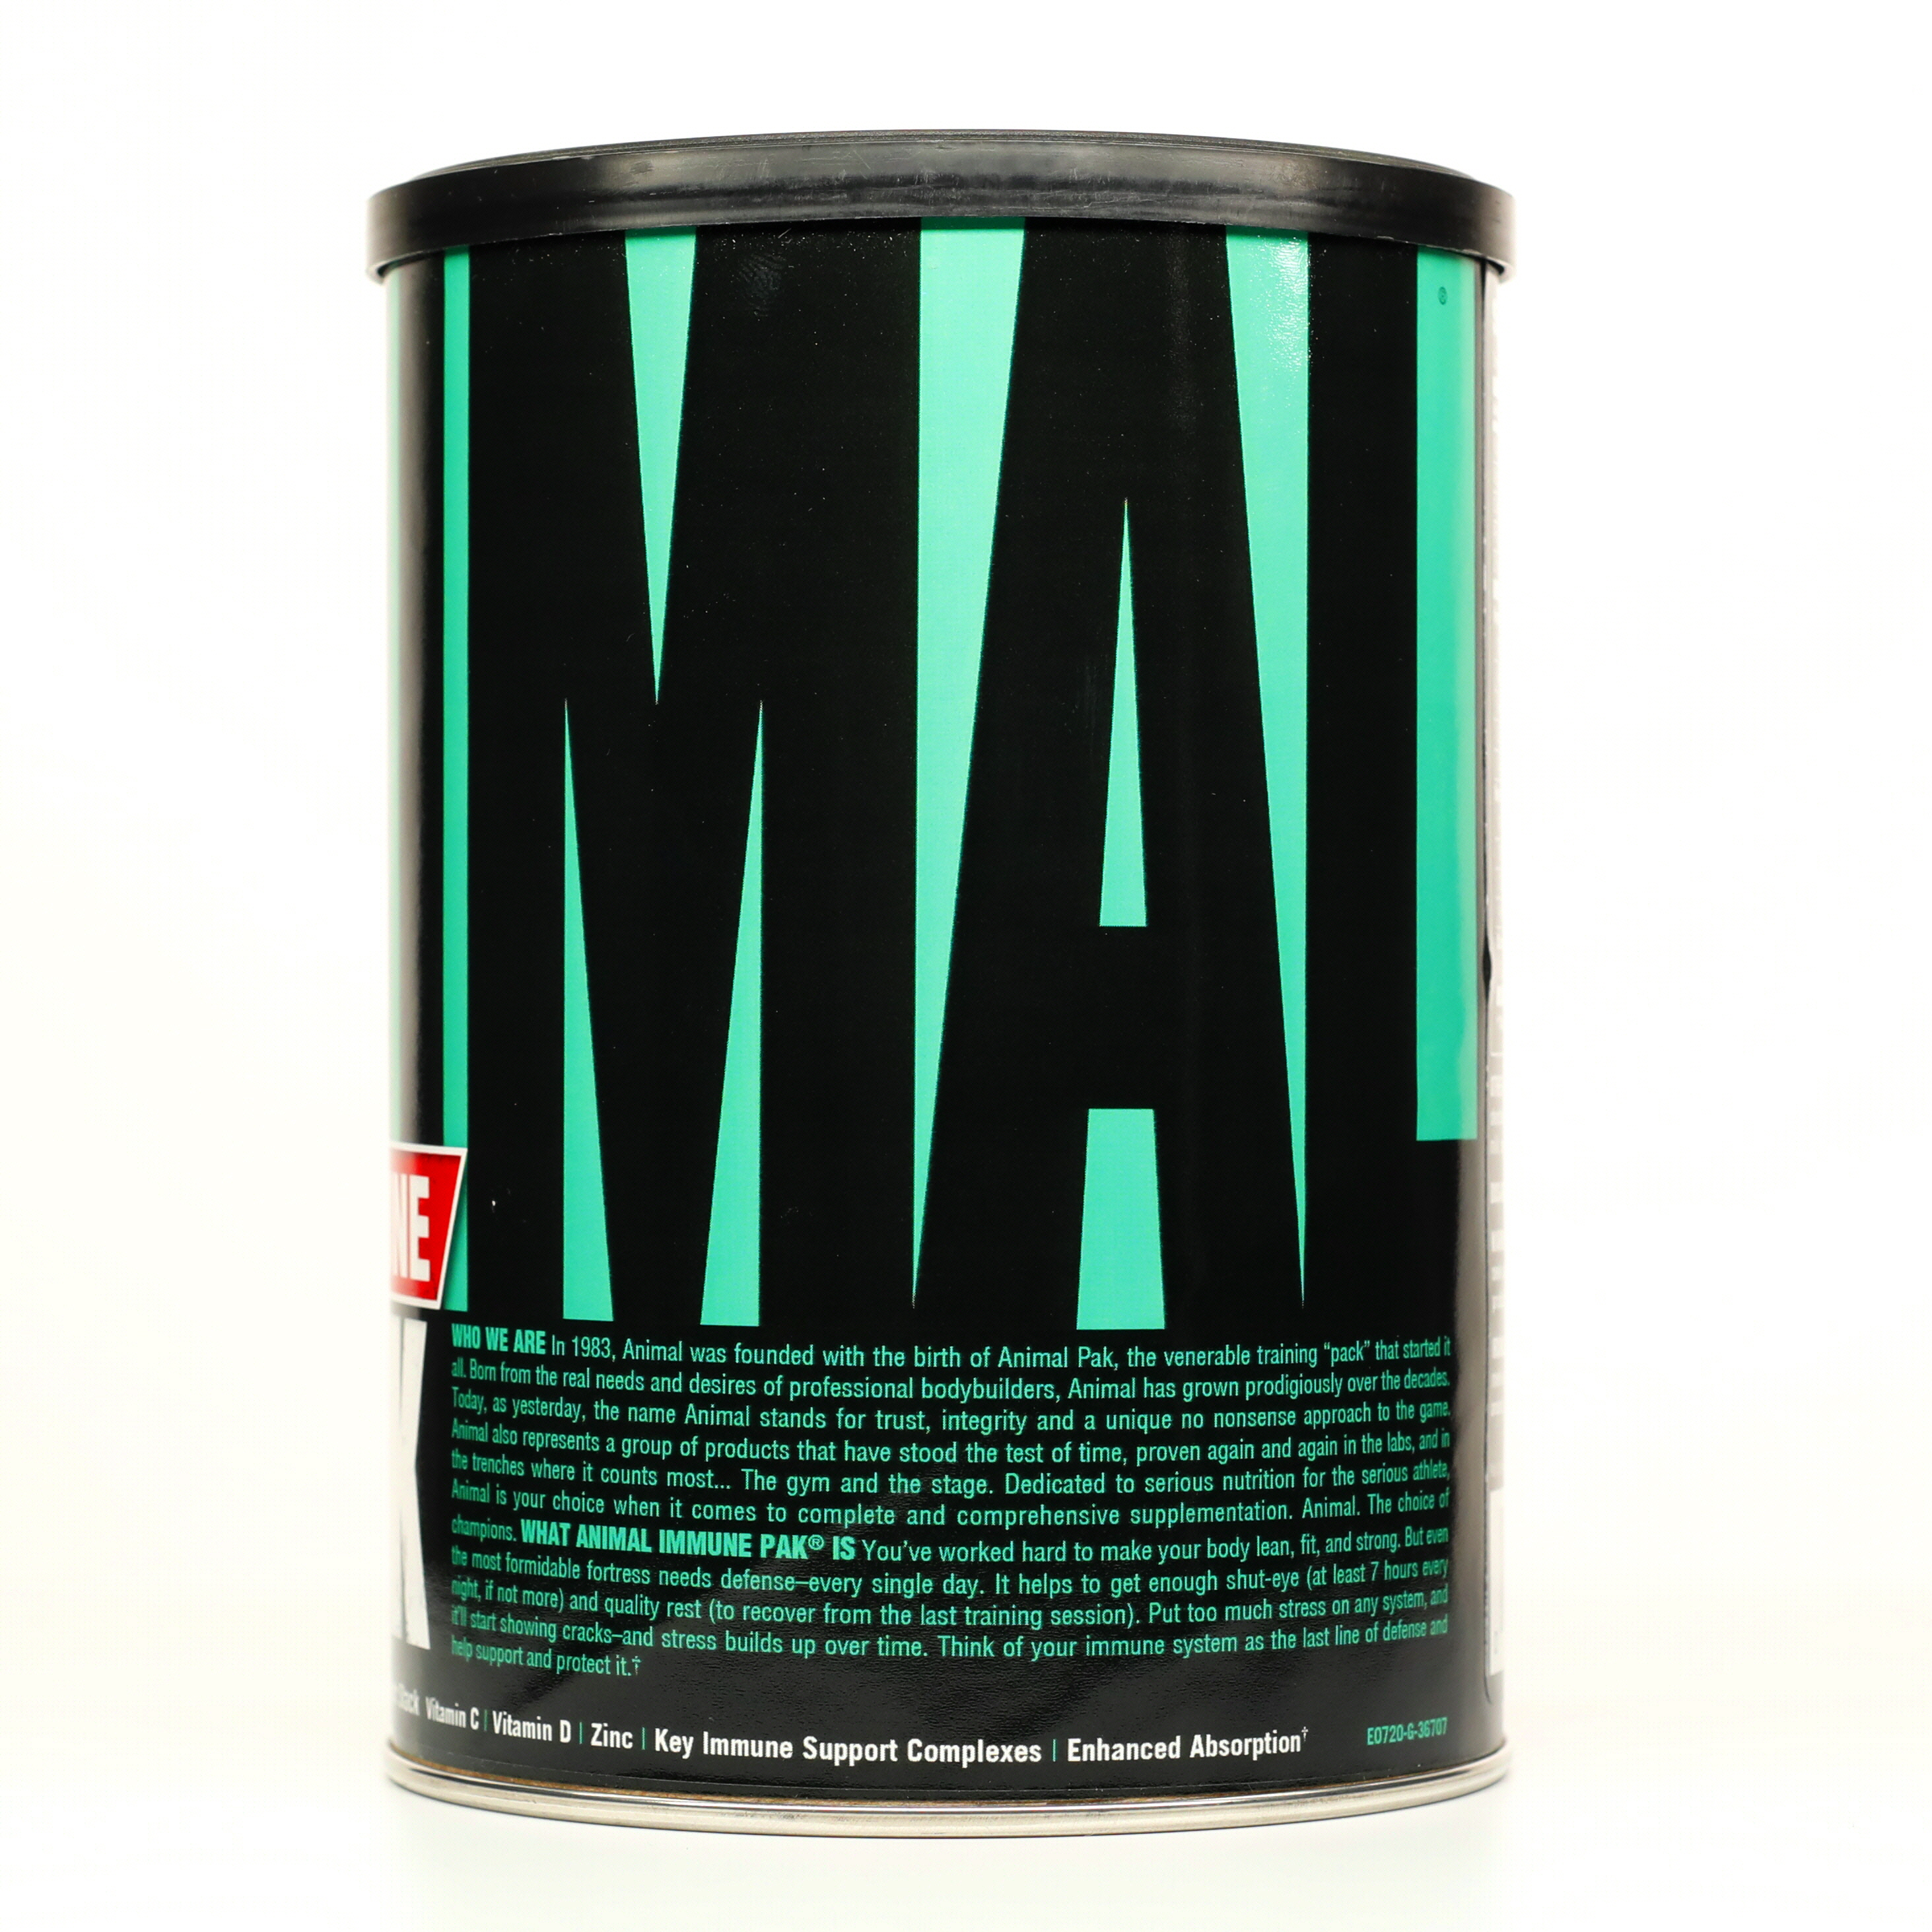 MAL
®
NE
K
WHO WE ARE In 1983, Animal was founded with the birth of Animal Pak, the venerable training “pack” that started it
all. Born from the real needs and desires of professional bodybuilders, Animal has grown prodigiously over the decades.
Today, as yesterday, the name Animal stands for trust, integrity and a unique no nonsense approach to the game.
Animal also represents a group of products that have stood the test of time, proven again and again in the labs, and in
the trenches where it counts most... The gym and the stage. Dedicated to serious nutrition for the serious athlete,
Animal is your choice when it comes to complete and comprehensive supplementation. Animal. The choice of
champions. WHAT ANIMAL IMMUNE PAK® IS You’ve worked hard to make your body lean, fit, and strong. But even
the most formidable fortress needs defense–every single day. It helps to get enough shut-eye (at least 7 hours every
night, if not more) and quality rest (to recover from the last training session). Put too much stress on any system, and
it’ll start showing cracks–and stress builds up over time. Think of your immune system as the last line of defense and
help support and protect it.†
Stack Vitamin C | Vitamin D | Zinc | Key Immune Support Complexes | Enhanced Absorption†
E0720-G-36707